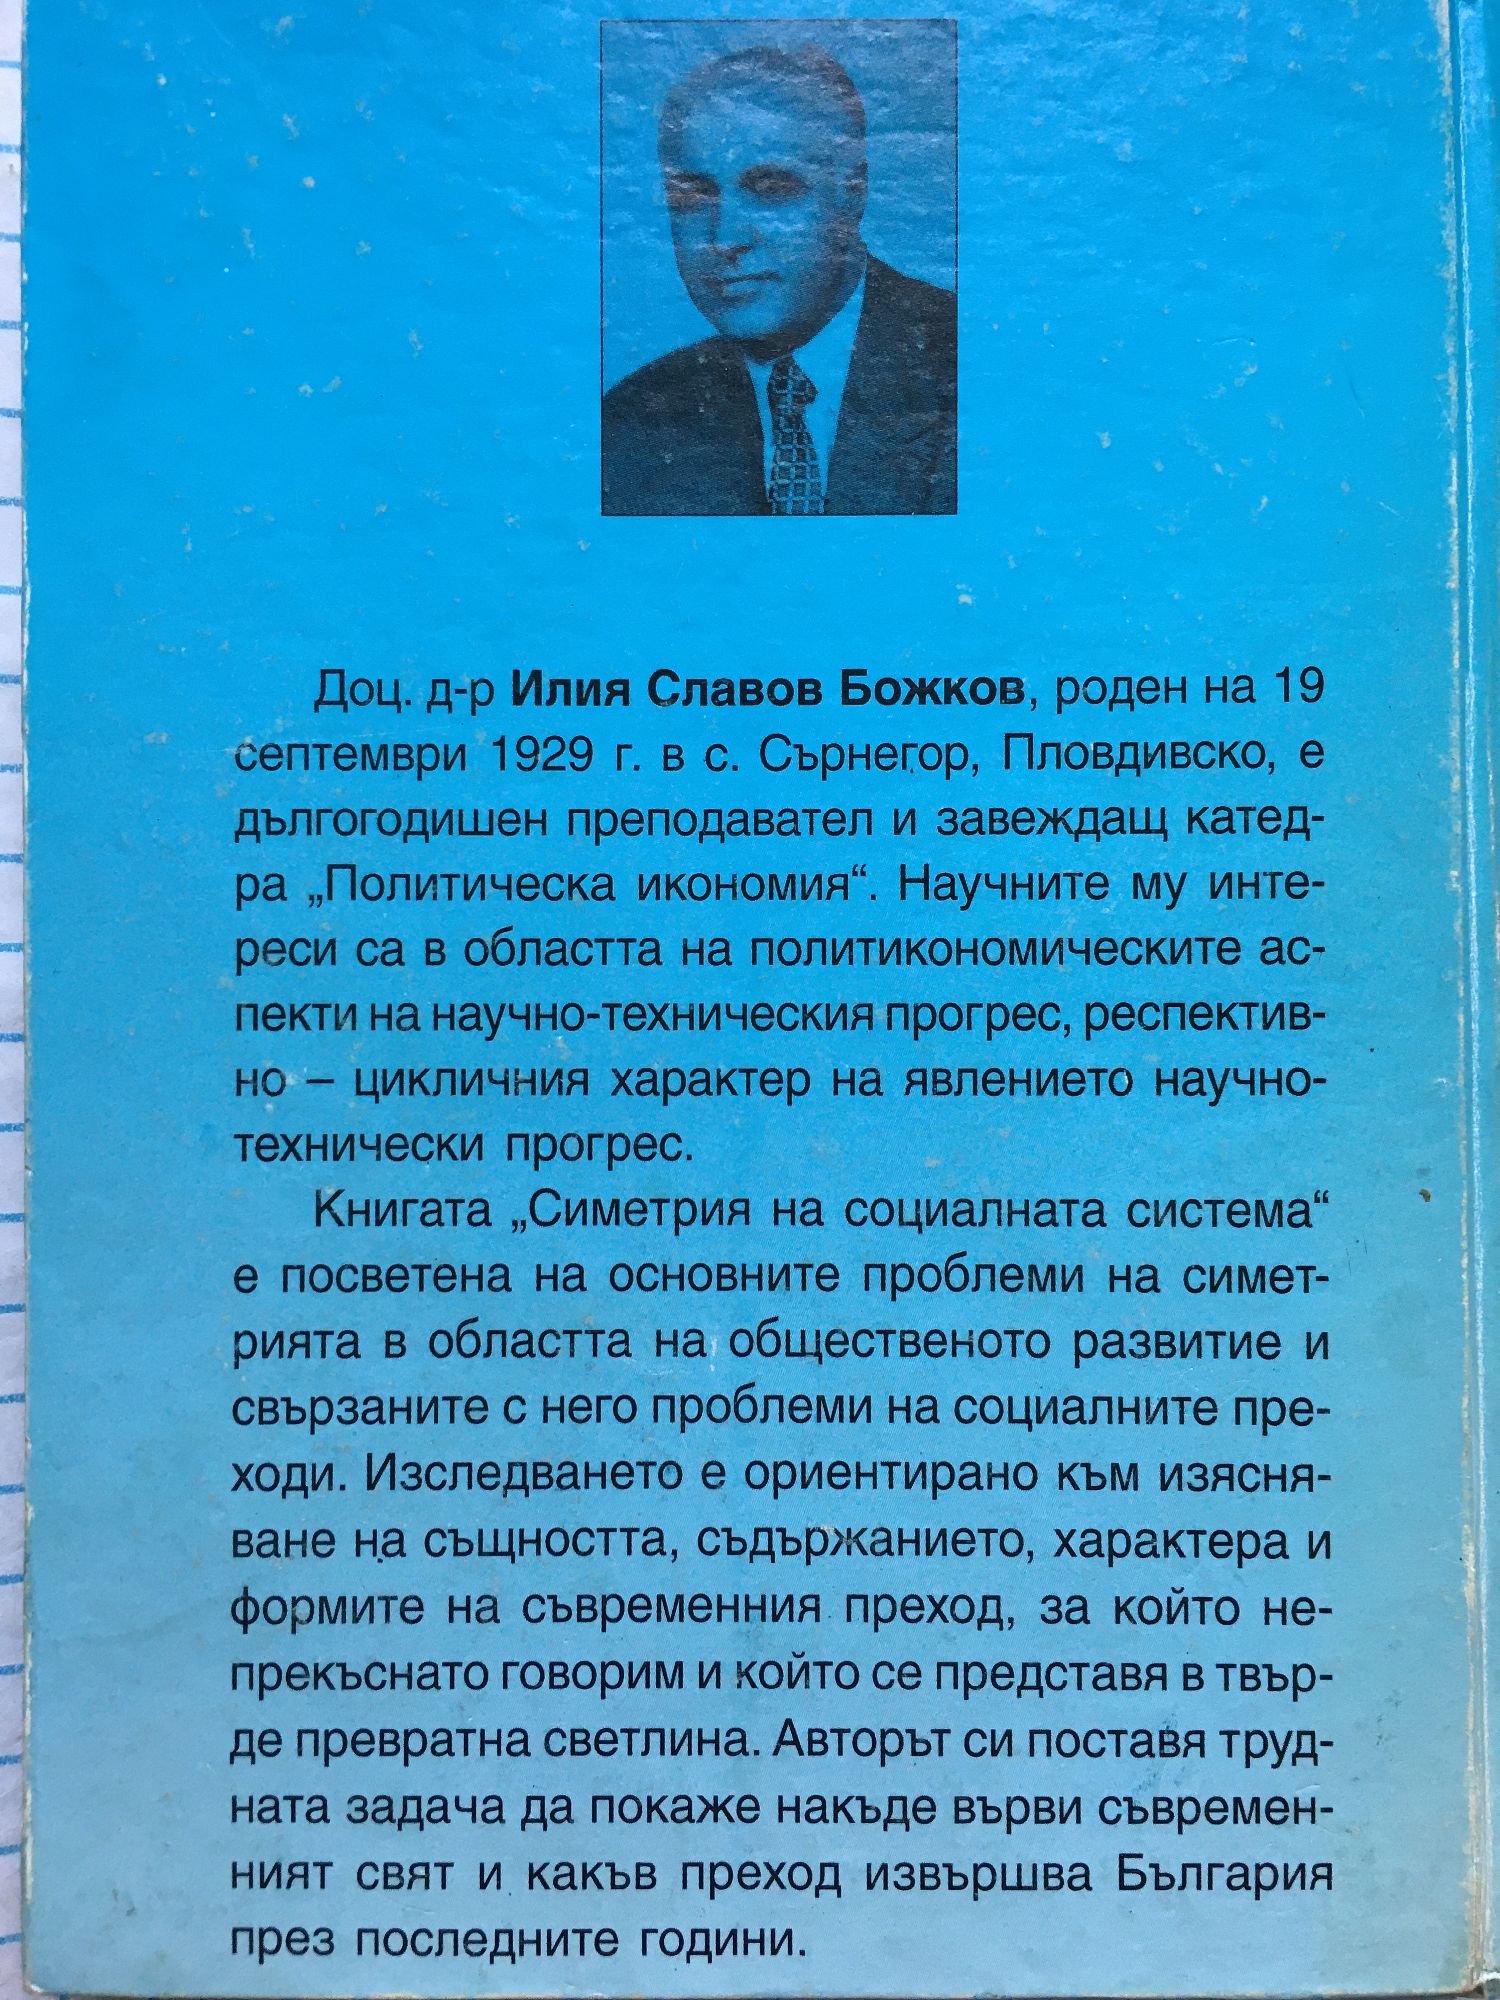 Доц. д-р Илия Славов Божков, роден на 19
септември 1929 г. в с. Сърнегор, Пловдивско, е
дългогодишен преподавател и завеждащ катед-
ра „Политическа икономия“. Научните му инте-
реси са в областта на политикономическите ас-
пекти на научно-техническия прогрес, респектив-
но – цикличния характер на явлението научно-
технически прогрес.
Книгата „Симетрия на социалната система“
е посветена на основните проблеми на симет-
рията в областта на общественото развитие и
свързаните с него проблеми на социалните пре-
ходи. Изследването е ориентирано към изясня-
ване на същността, съдържанието, характера и
формите на съвременния преход, за който не-
прекъснато говорим и който се представя в твър-
де превратна светлина. Авторът си поставя труд-
ната задача да покаже накъде върви съвремен-
ният свят и какъв преход извършва България
през последните години.